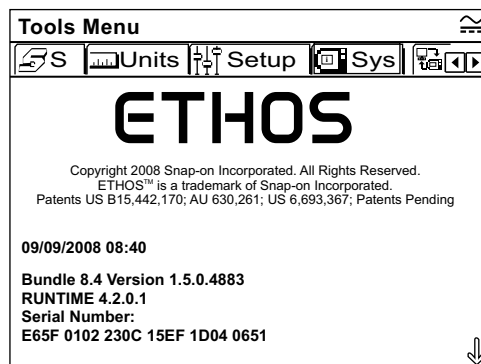 Tools Menu
S Units Setup Sys
ETHOS
Copyright 2008 Snap-on Incorporated. All Rights Reserved.
ETHOS™ is a trademark of Snap-on Incorporated.
Patents US B15,442,170; AU 630,261; US 6,693,367; Patents Pending
09/09/2008 08:40
Bundle 8.4 Version 1.5.0.4883
RUNTIME 4.2.0.1
Serial Number:
E65F 0102 230C 15EF 1D04 0651